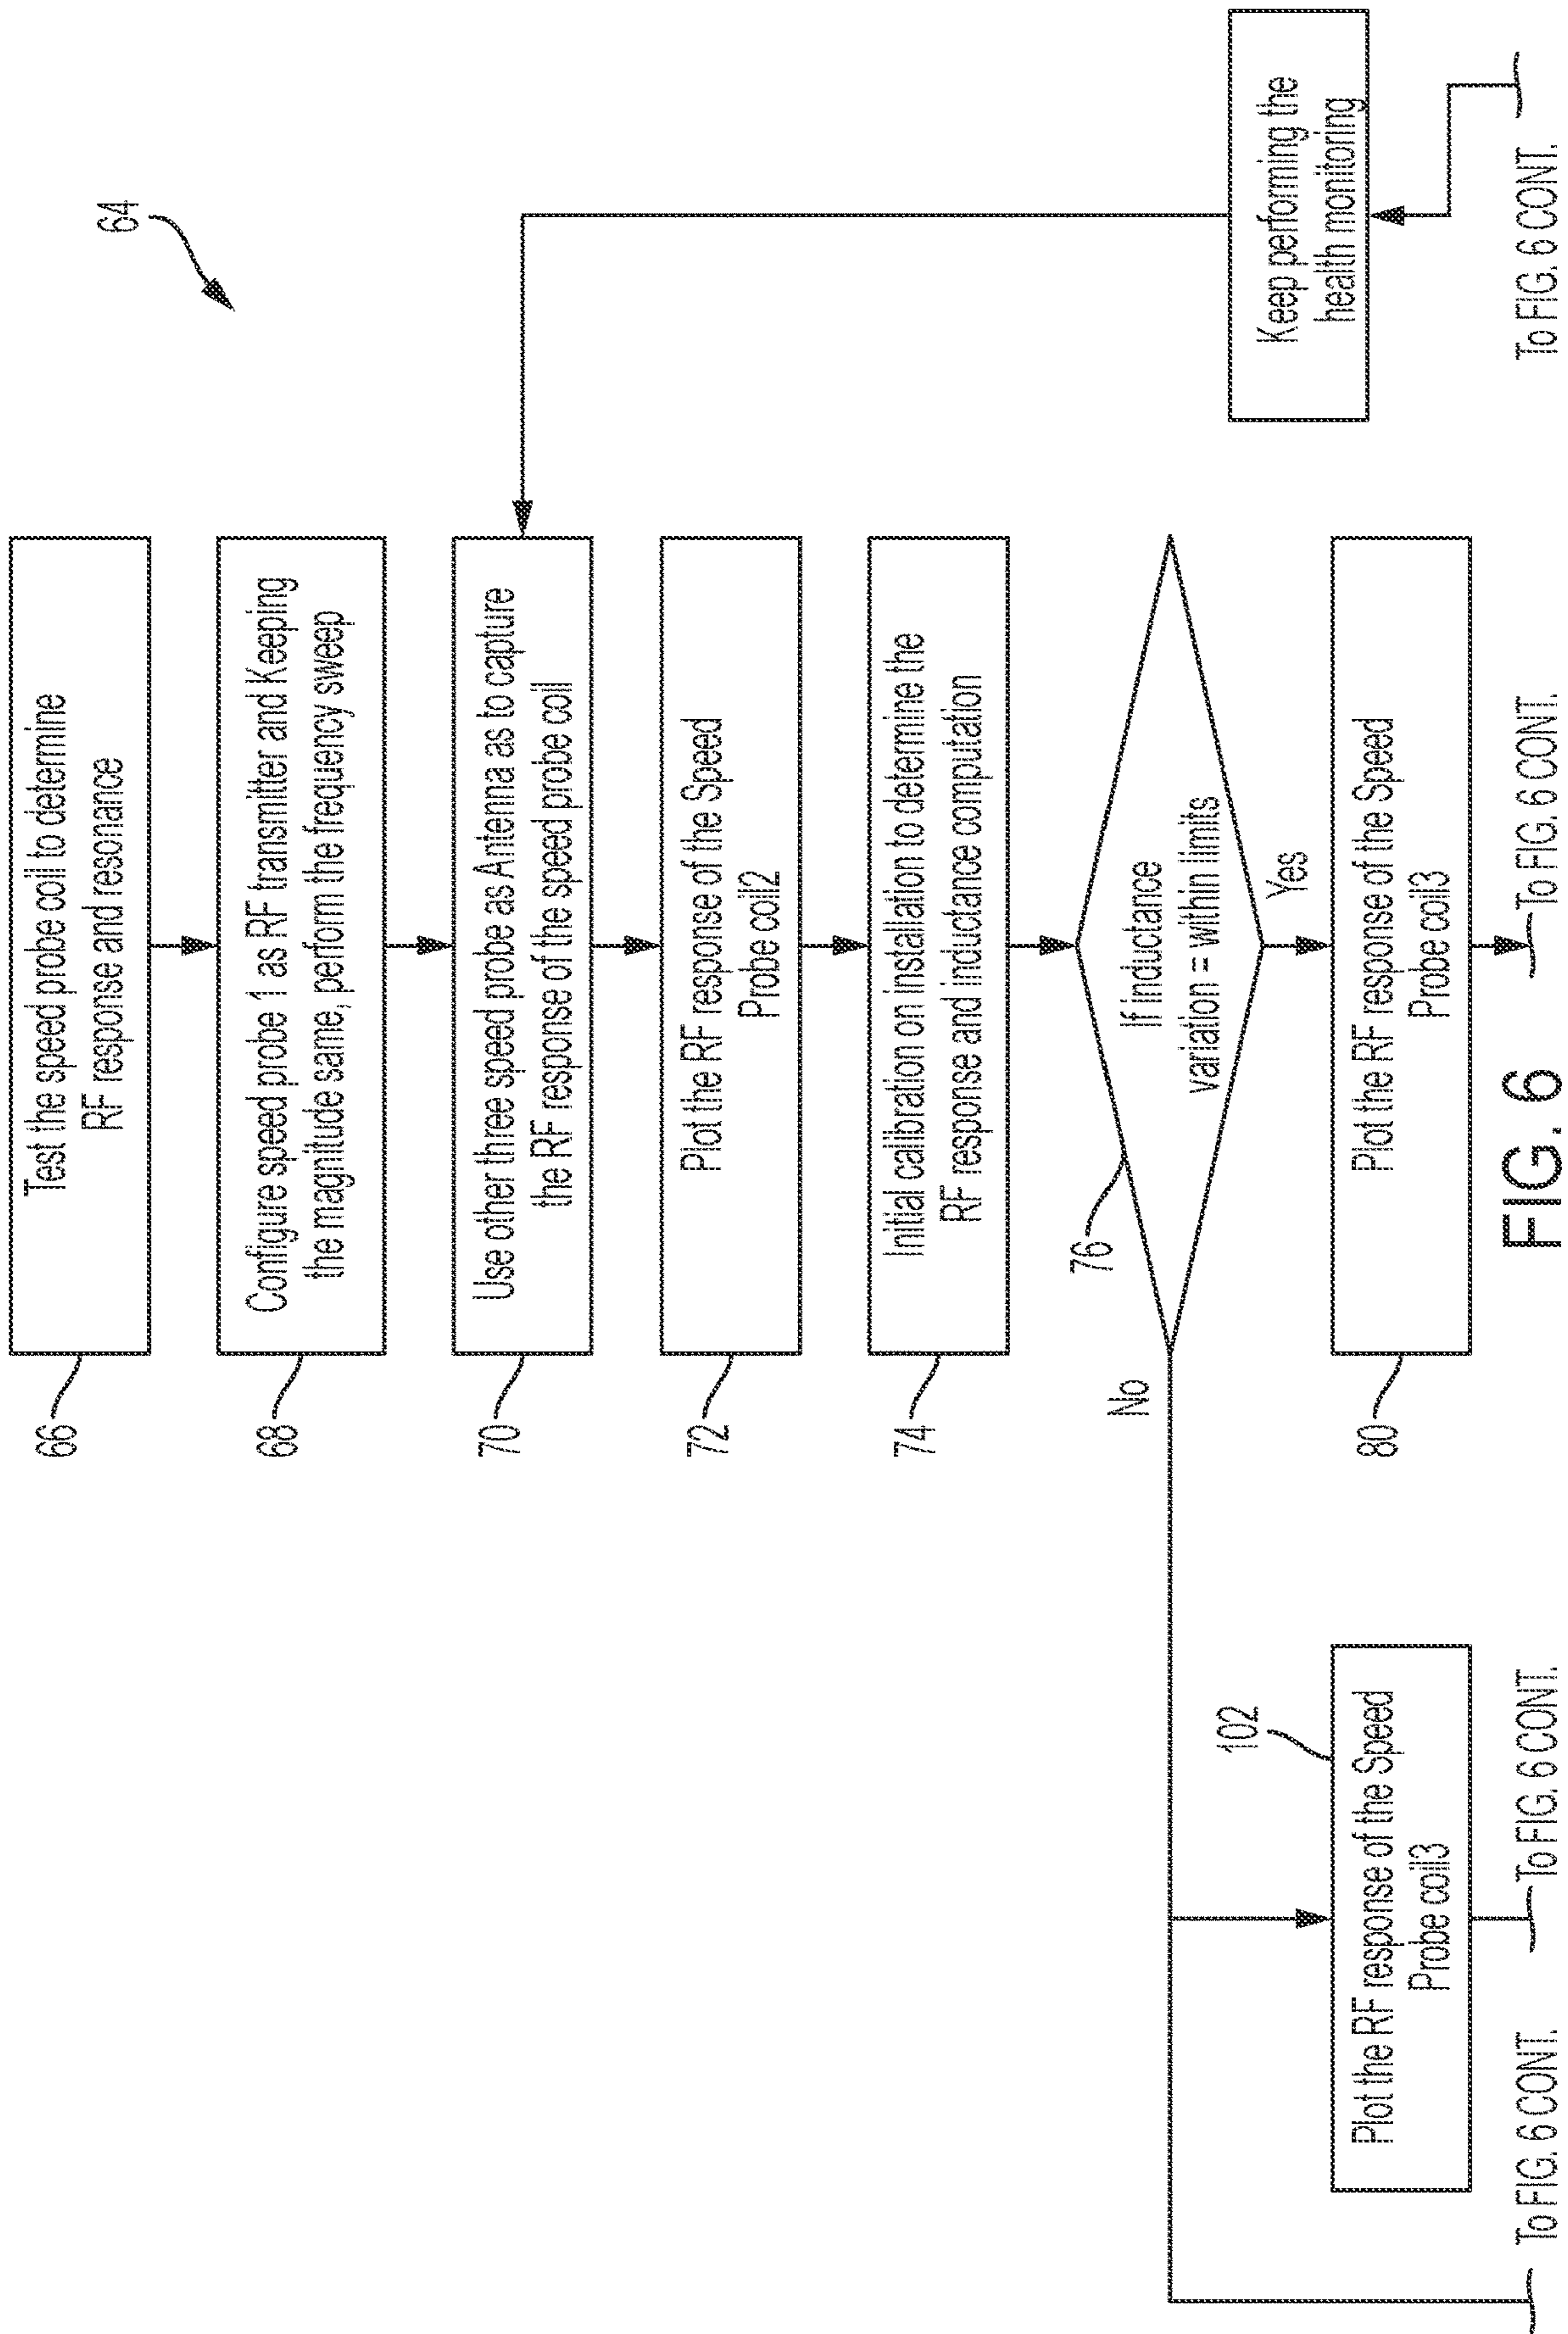 64
66
Test the speed probe coil to determine
RF response and resonance
68
Configure speed probe 1 as RF transmitter and Keeping
the magnitude same, perform the frequency sweep
70
Use other three speed probe as Antenna as to capture
the RF response of the speed probe coil
72
Plot the RF response of the Speed
Probe coil2
74
Initial calibration on installation to determine the
RF response and inductance computation
76
If inductance
variation = within limits
No
Yes
Keep performing the
health monitoring
102
Plot the RF response of the Speed
Probe coil3
80
Plot the RF response of the Speed
Probe coil3
To FIG. 6 CONT.
To FIG. 6 CONT.
To FIG. 6 CONT.
To FIG. 6 CONT.
FIG. 6